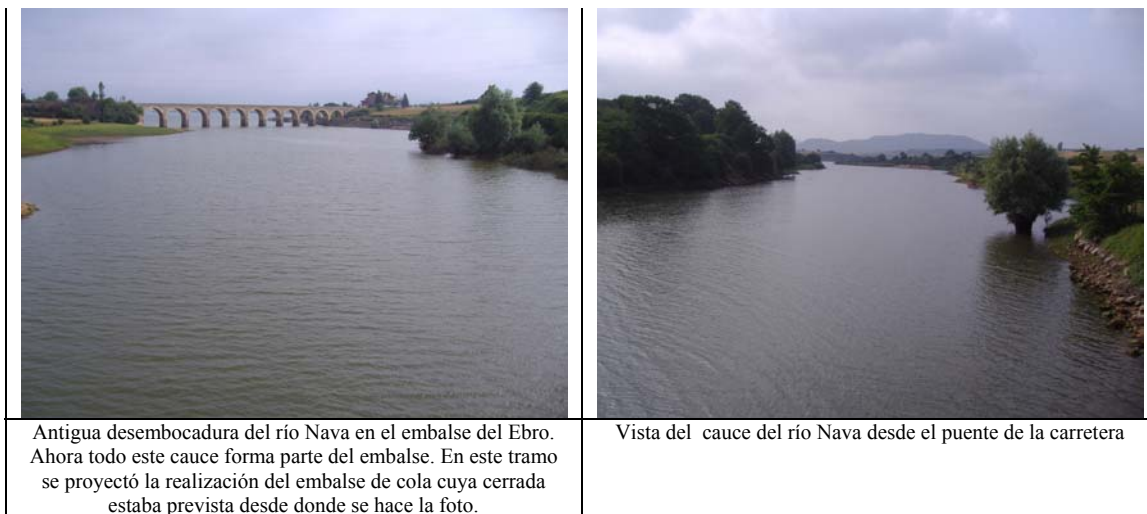 Antigua desembocadura del río Nava en el embalse del Ebro.
Ahora todo este cauce forma parte del embalse. En este tramo
se proyectó la realización del embalse de cola cuya cerrada
estaba prevista desde donde se hace la foto.
Vista del cauce del río Nava desde el puente de la carretera